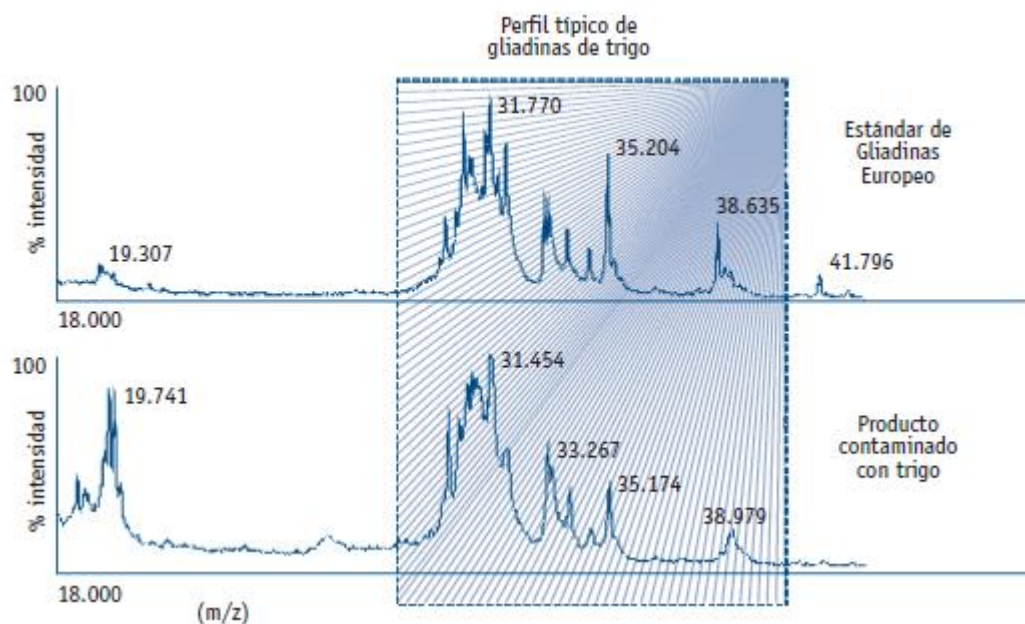 Perfil típico de
gliadinas de trigo
100
31.770
35.204
38.635
19.307
41.796
% intensidad
18.000
Estándar de
Gliadinas
Europeo
100
31.454
19.741
33.267
35.174
38.979
% intensidad
18.000
(m/z)
Producto
contaminado
con trigo